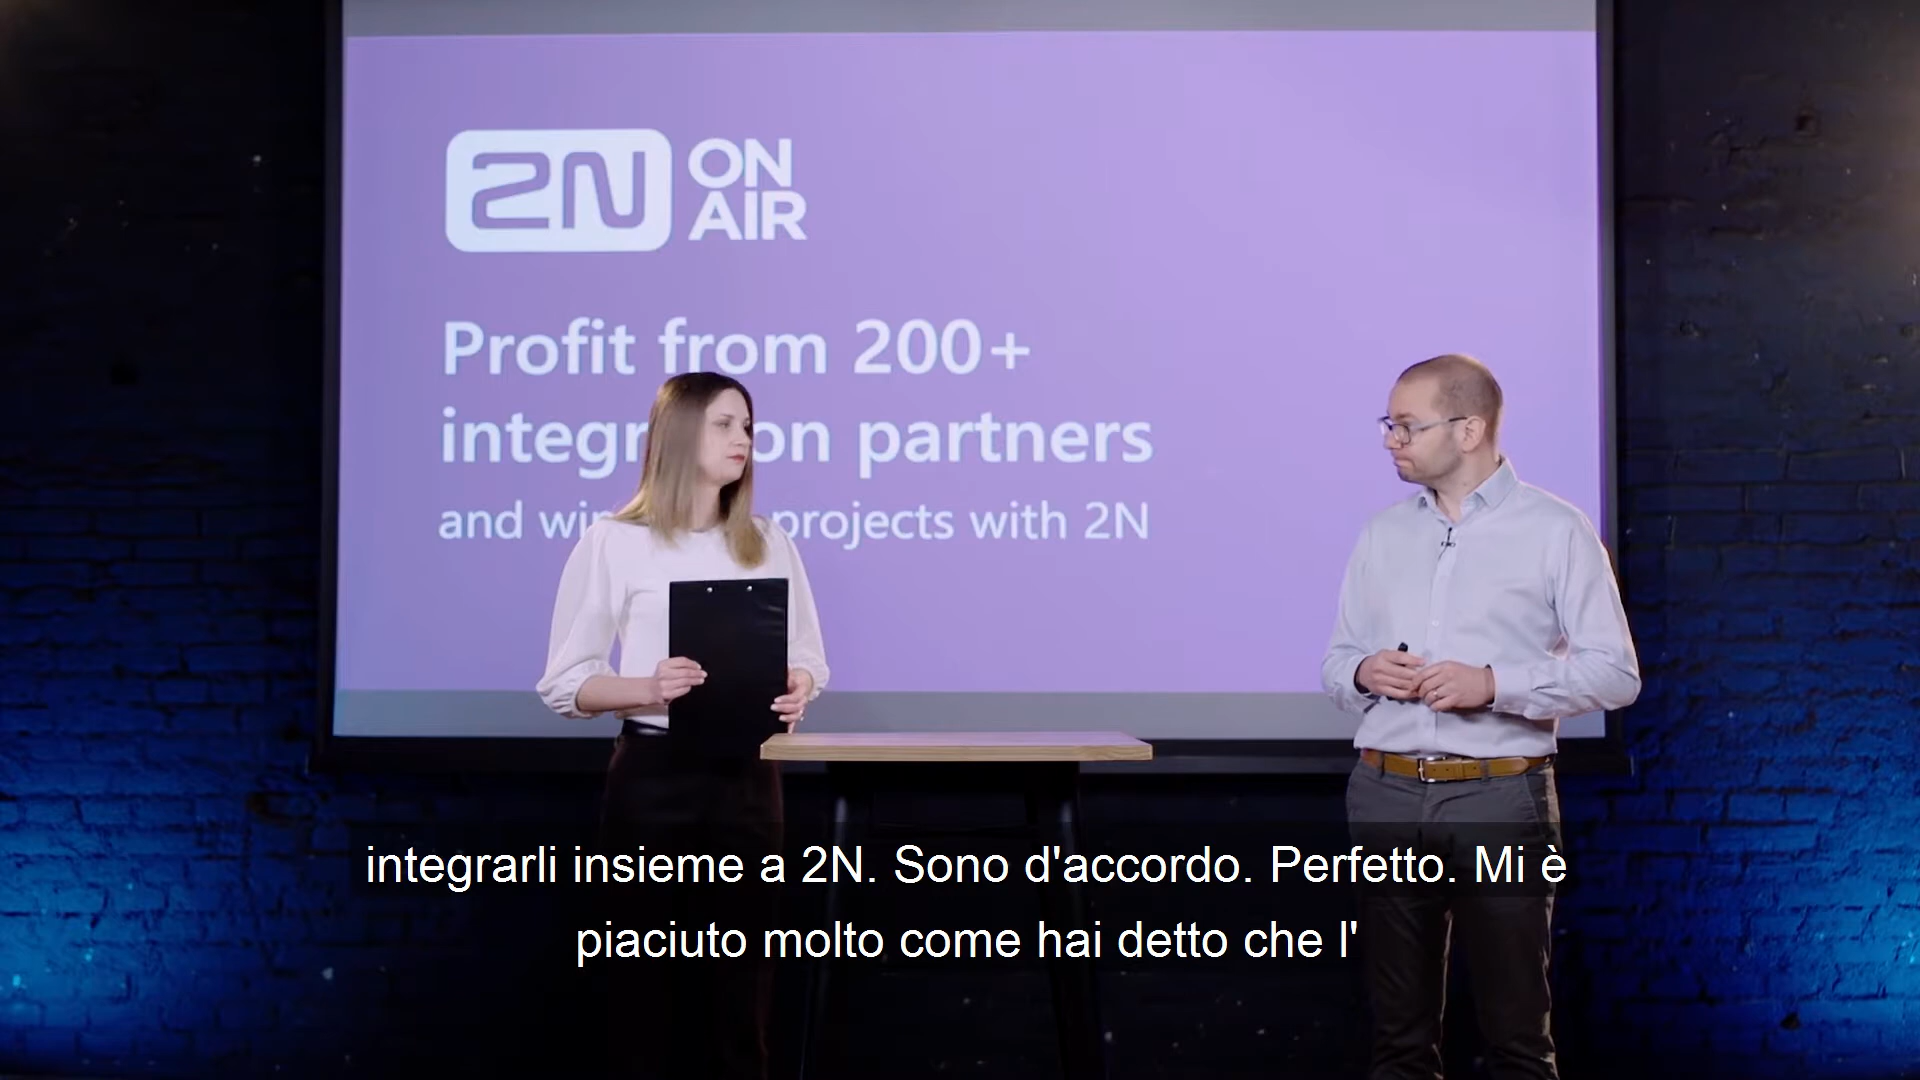 2N ON
AIR
Profit from 200+
integr on partners
and win projects with 2N
integrarli insieme a 2N. Sono d'accordo. Perfetto. Mi è
piaciuto molto come hai detto che l'